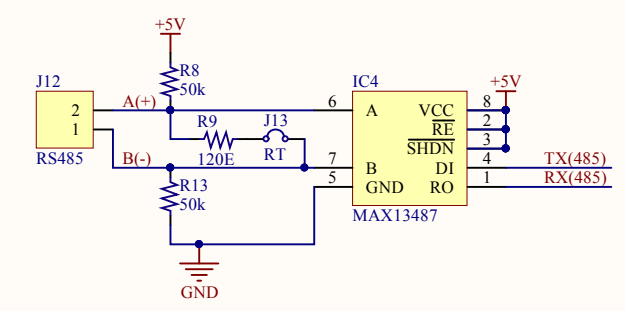 +5V
R8
50k
J12
2
1
RS485
A(+)
B(-)
R9
120E
J13
RT
R13
50k
GND
IC4
6
A
7
B
5
GND
VCC
8
RE
2
SHDN
3
DI
4
RO
1
MAX13487
+5V
TX(485)
RX(485)